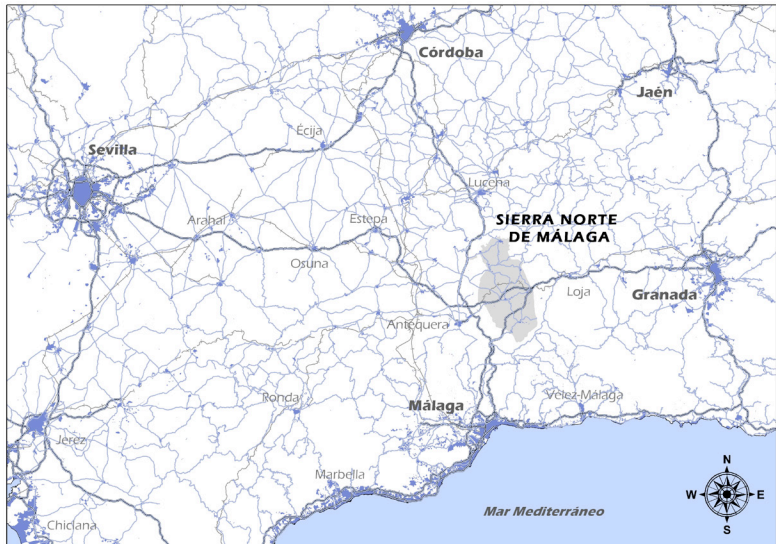 Córdoba
Jaén
Sevilla
Écija
Lucena
Arahal
Estepa
SIERRA NORTE
DE MÁLAGA
Osuna
Loja
Granada
Antequera
Ronda
Málaga
Vélez-Málaga
Jerez
Marbella
Chiclana
Mar Mediterráneo
N
W
E
S